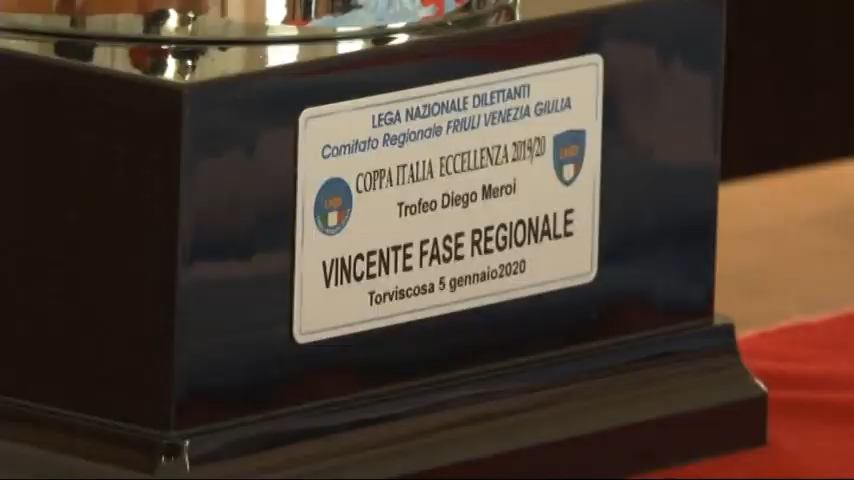 LEGA NAZIONALE DILETTANTI
Comitato Regionale FRIULI VENEZIA GIULIA
COPPA ITALIA ECCELLENZA 2019/20
Trofeo Diego Meroi
VINCENTE FASE REGIONALE
Torviscosa 5 gennaio2020